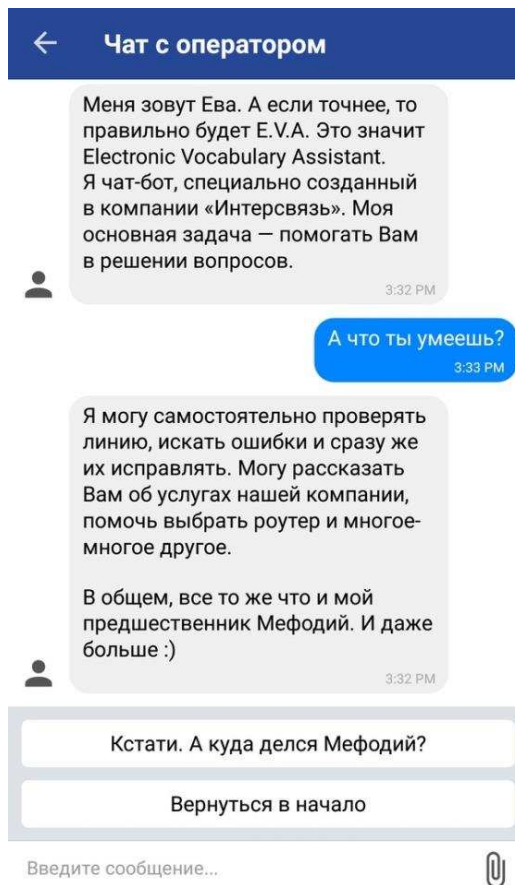 Чат с оператором
Меня зовут Ева. А если точнее, то
правильно будет E.V.A. Это значит
Electronic Vocabulary Assistant.
Я чат-бот, специально созданный
в компании «Интерсвязь». Моя
основная задача — помогать Вам
в решении вопросов.
3:32 PM
А что ты умеешь?
3:33 PM
Я могу самостоятельно проверять
линию, искать ошибки и сразу же
их исправлять. Могу рассказать
Вам об услугах нашей компании,
помочь выбрать роутер и многое-
многое другое.
В общем, все то же что и мой
предшественник Мефодий. И даже
больше :)
3:32 PM
Кстати. А куда делся Мефодий?
Вернуться в начало
Введите сообщение...